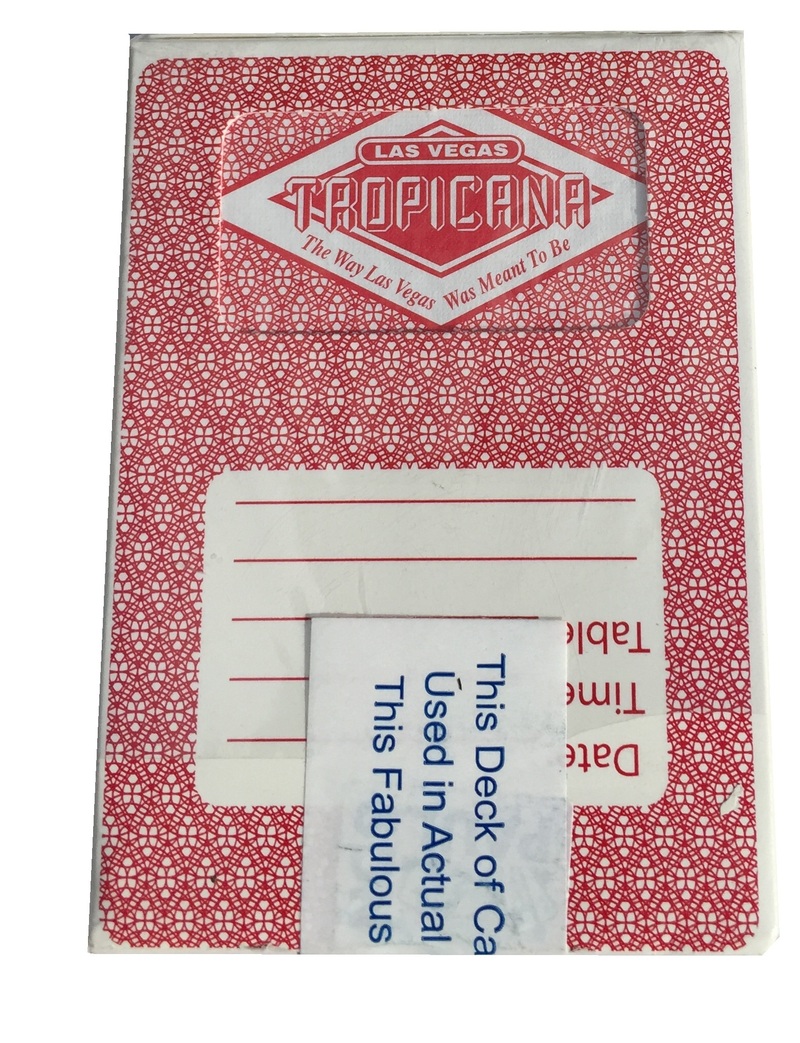 LAS VEGAS
TROPICANA
The Way Las Vegas Was Meant To Be
Table
Time
Date
This Deck of Ca
Used in Actual
This Fabulous